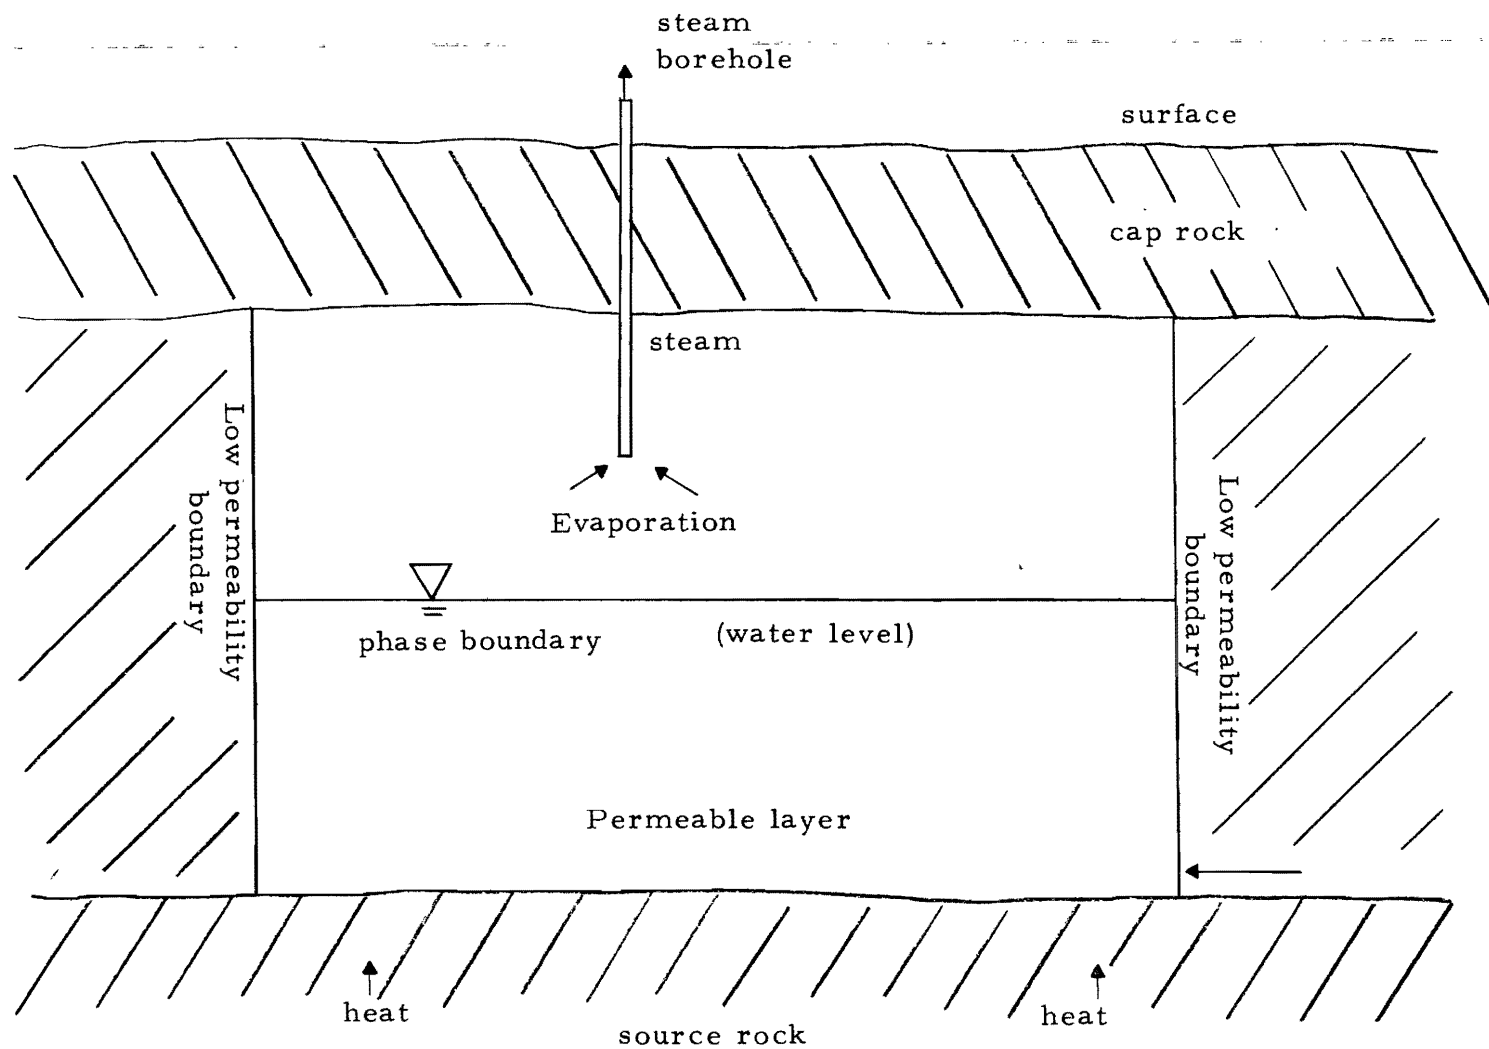 steam
borehole
surface
cap rock
steam
Low permeability
boundary
Evaporation
Low permeability
boundary
phase boundary
(water level)
Permeable layer
heat
heat
source rock